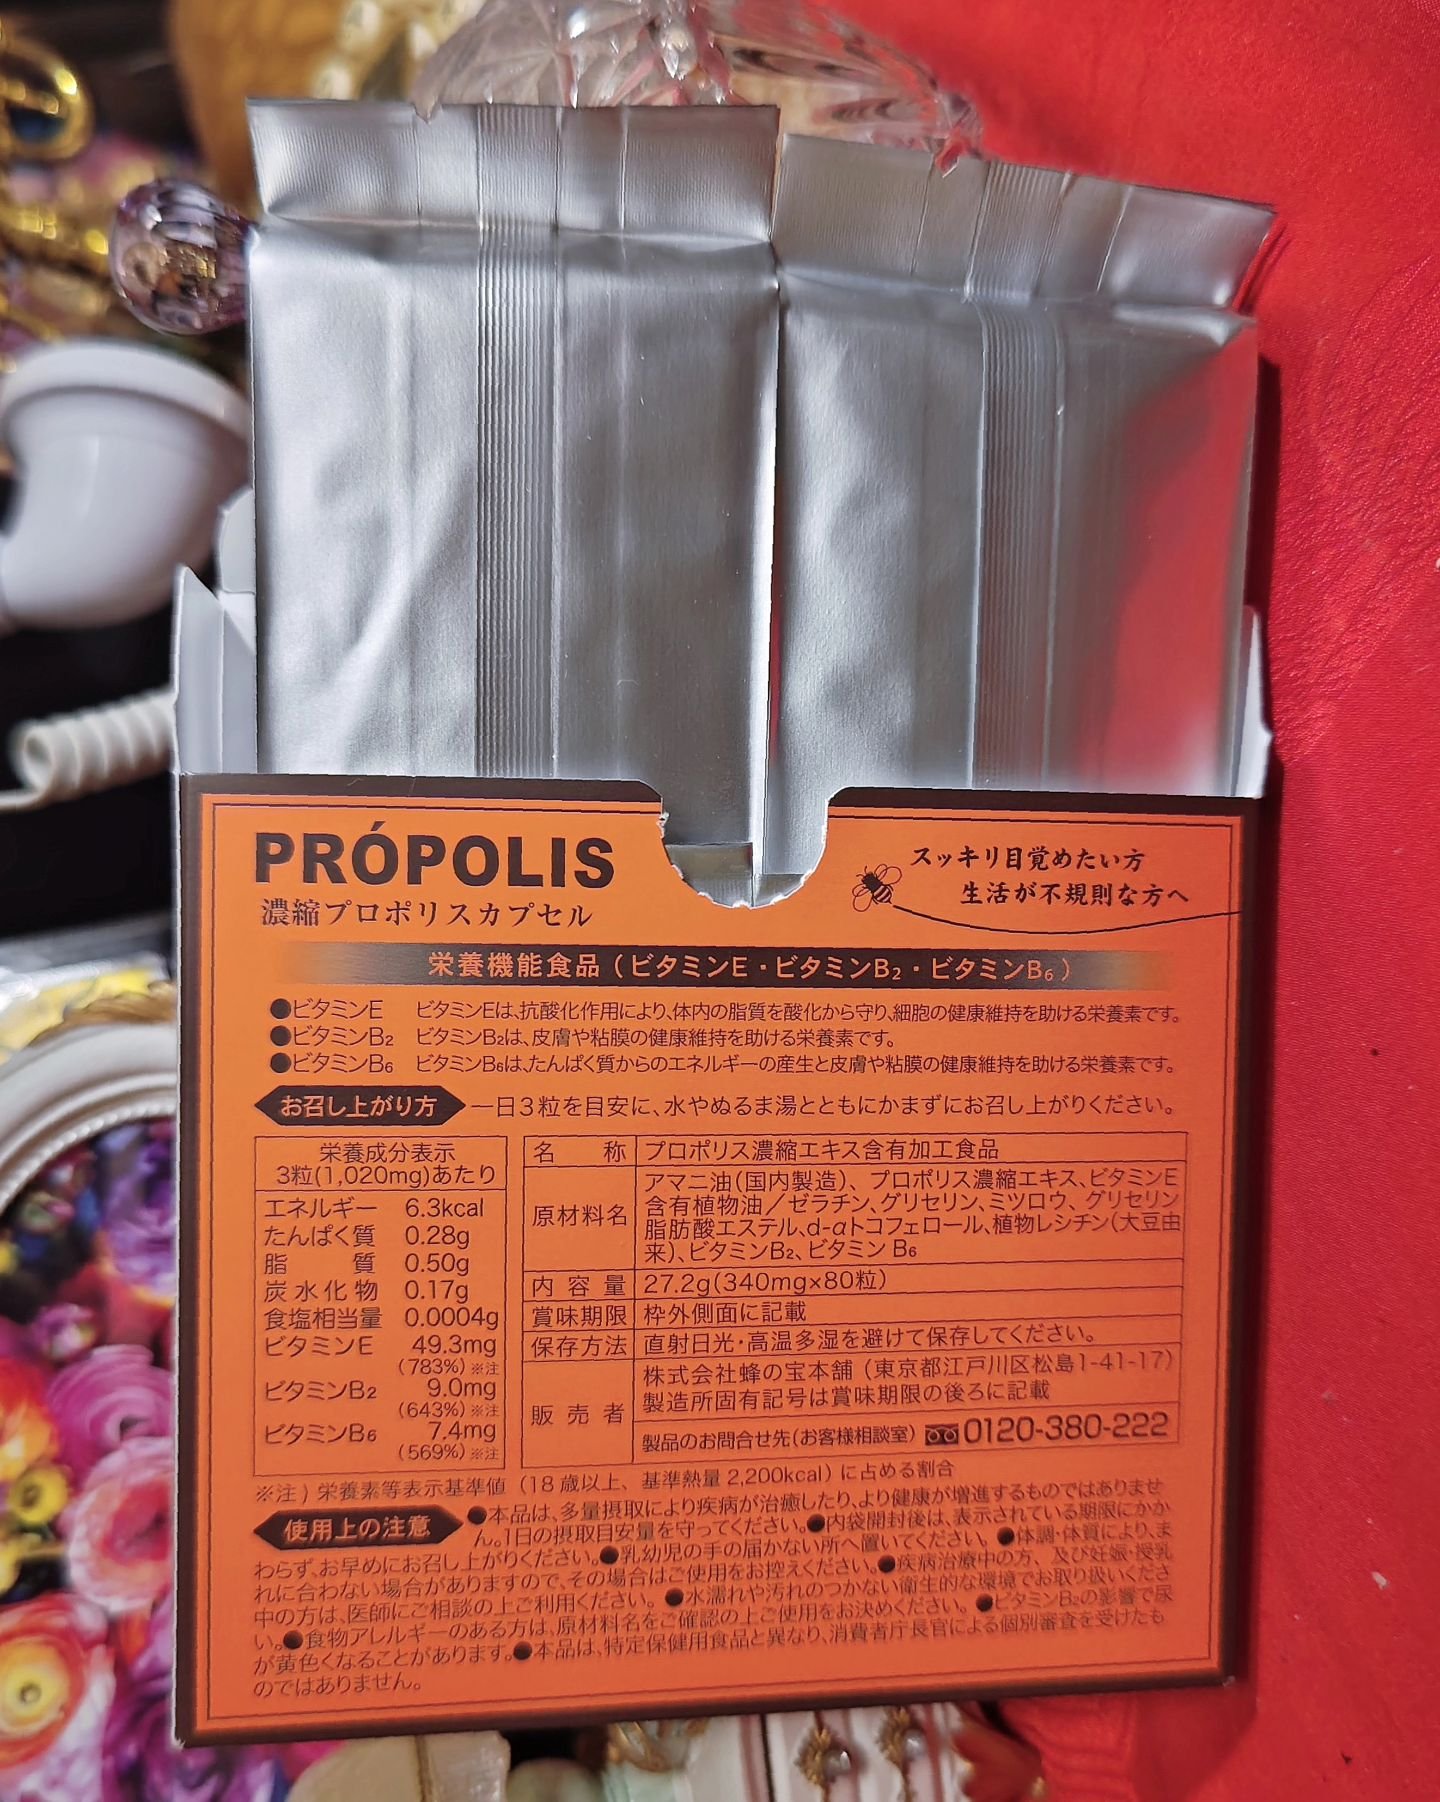 PRÓPOLIS
濃縮プロポリスカプセル
スッキリ目覚めたい方
生活が不規則な方へ
栄養機能食品(ビタミンE・ビタミンB₂・ビタミンB₆)
●ビタミンE ビタミンEは、抗酸化作用により、体内の脂質を酸化から守り、細胞の健康維持を助ける栄養素です。
●ビタミンB₂ ビタミンB₂は、皮膚や粘膜の健康維持を助ける栄養素です。
●ビタミンB₆ ビタミンB₆は、たんぱく質からのエネルギーの産生と皮膚や粘膜の健康維持を助ける栄養素です。
お召し上がり方 一日3粒を目安に、水やぬるま湯とともにかまずにお召し上がりください。
栄養成分表示
3粒(1,020mg)あたり
エネルギー 6.3kcal
たんぱく質 0.28g
脂質 0.50g
炭水化物 0.17g
食塩相当量 0.0004g
ビタミンE 49.3mg
(783%)※注
ビタミンB₂ 9.0mg
(643%)※注
ビタミンB₆ 7.4mg
(569%)※注
名称 プロポリス濃縮エキス含有加工食品
原材料名 アマニ油(国内製造)、プロポリス濃縮エキス、ビタミンE
含有植物油/ゼラチン、グリセリン、ミツロウ、グリセリン
脂肪酸エステル、d-αトコフェロール、植物レシチン(大豆由
来)、ビタミンB₂、ビタミンB₆
内容量 27.2g(340mg×80粒)
賞味期限 枠外側面に記載
保存方法 直射日光・高温多湿を避けて保存してください。
販売者 株式会社蜂の宝本舗(東京都江戸川区松島1-41-17)
製造所固有記号は賞味期限の後ろに記載
製品のお問合せ先(お客様相談室) 0120-380-222
※注)栄養素等表示基準値(18歳以上、基準熱量2,200kcal)に占める割合
使用上の注意 ●本品は、多量摂取により疾病が治癒したり、より健康が増進するものではありませ
ん。1日の摂取目安量を守ってください。●内袋開封後は、表示されている期限にかか
わらず、お早めにお召し上がりください。●乳幼児の手の届かない所へ置いてください。●体調・体質により、ま
れに合わない場合がありますので、その場合はご使用をお控えください。●疾病治療中の方、及び妊娠・授乳
中の方は、医師にご相談の上ご利用ください。●水濡れや汚れのつかない衛生的な環境でお取り扱いくださ
い。●食物アレルギーのある方は、原材料名をご確認の上ご使用をお決めください。●ビタミンB₂の影響で尿
が黄色くなることがあります。●本品は、特定保健用食品と異なり、消費者庁長官による個別審査を受けたも
のではありません。